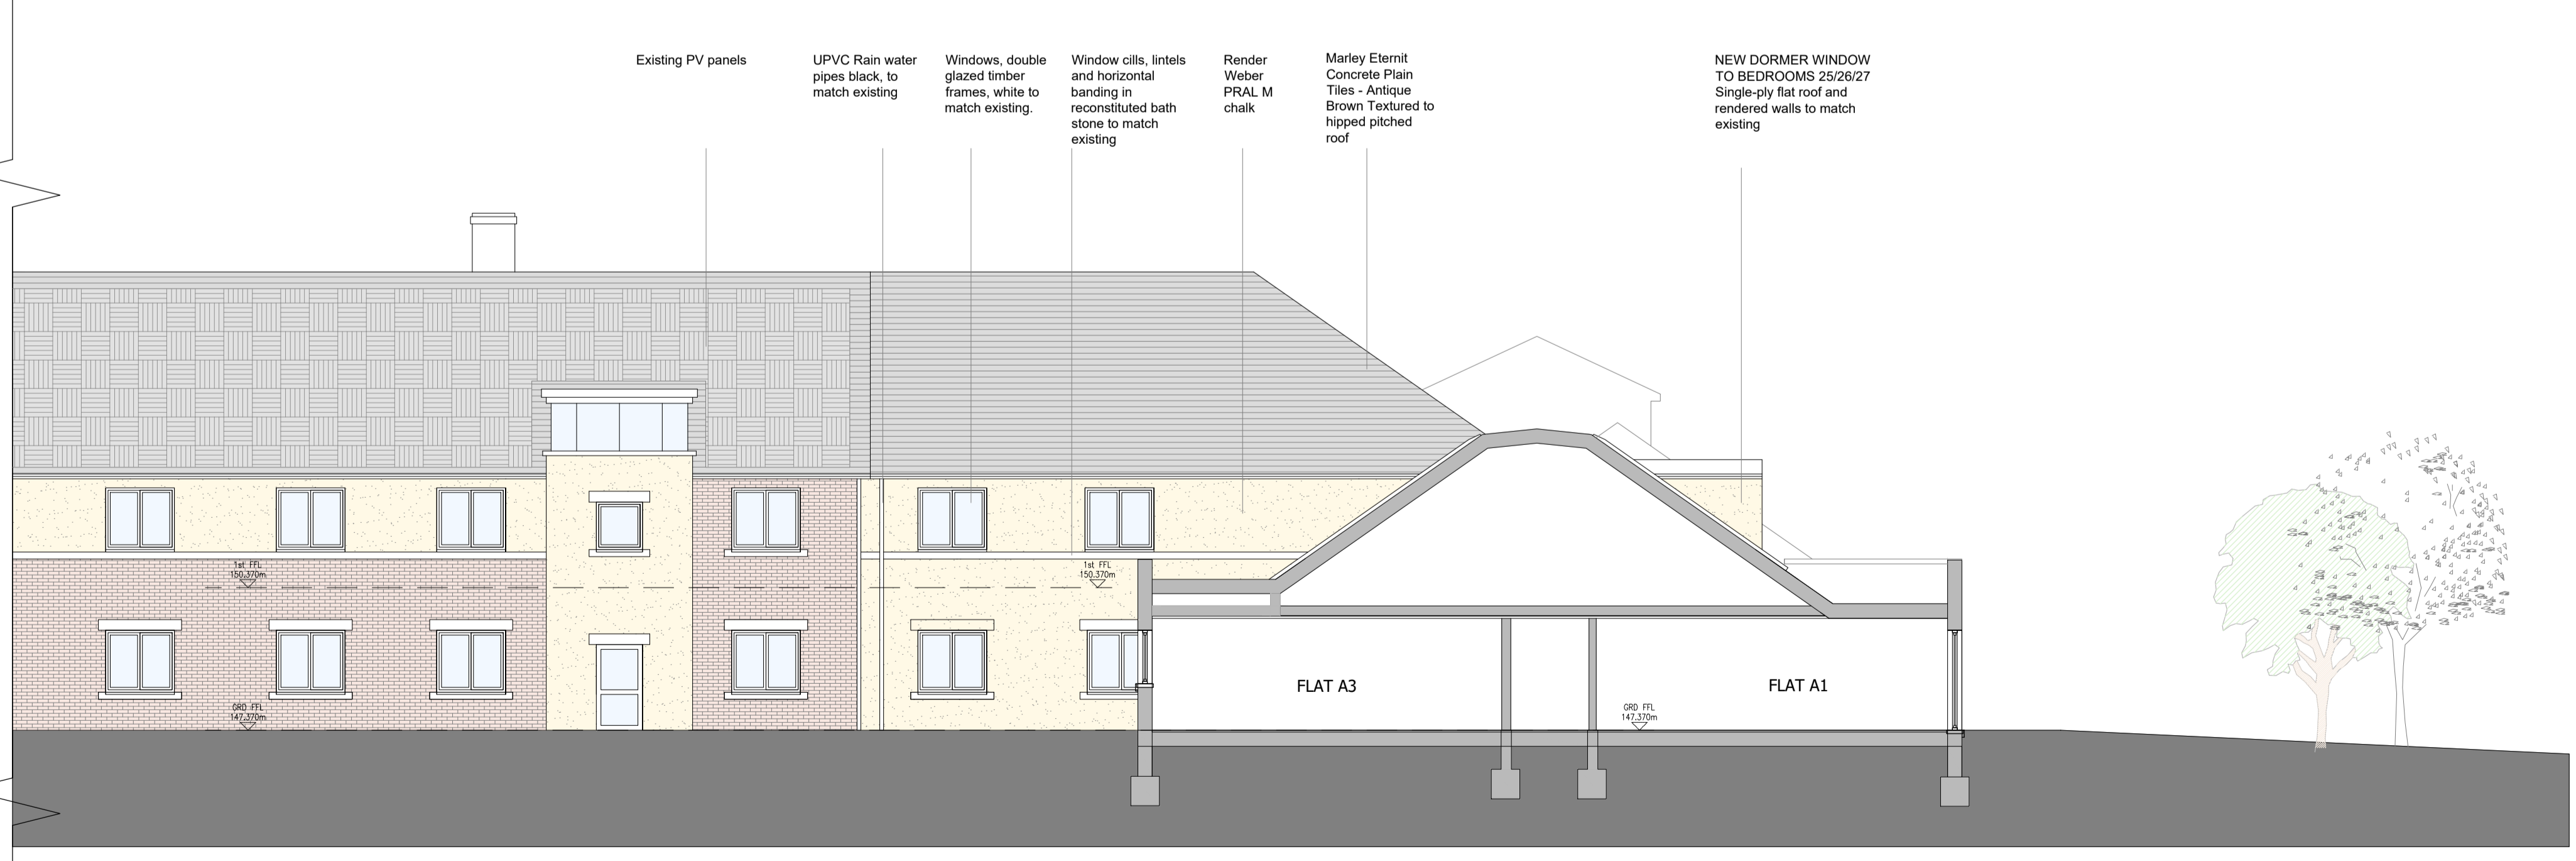 Existing PV panels
UPVC Rain water
pipes black, to
match existing
Windows, double
glazed timber
frames, white to
match existing.
Window cills, lintels
and horizontal
banding in
reconstituted bath
stone to match
existing
Render
Weber
PRAL M
chalk
Marley Eternit
Concrete Plain
Tiles - Antique
Brown Textured to
hipped pitched
roof
NEW DORMER WINDOW
TO BEDROOMS 25/26/27
Single-ply flat roof and
rendered walls to match
existing
1st FFL
150.370m
1st FFL
150.370m
GRD FFL
147.370m
FLAT A3
FLAT A1
GRD FFL
147.370m